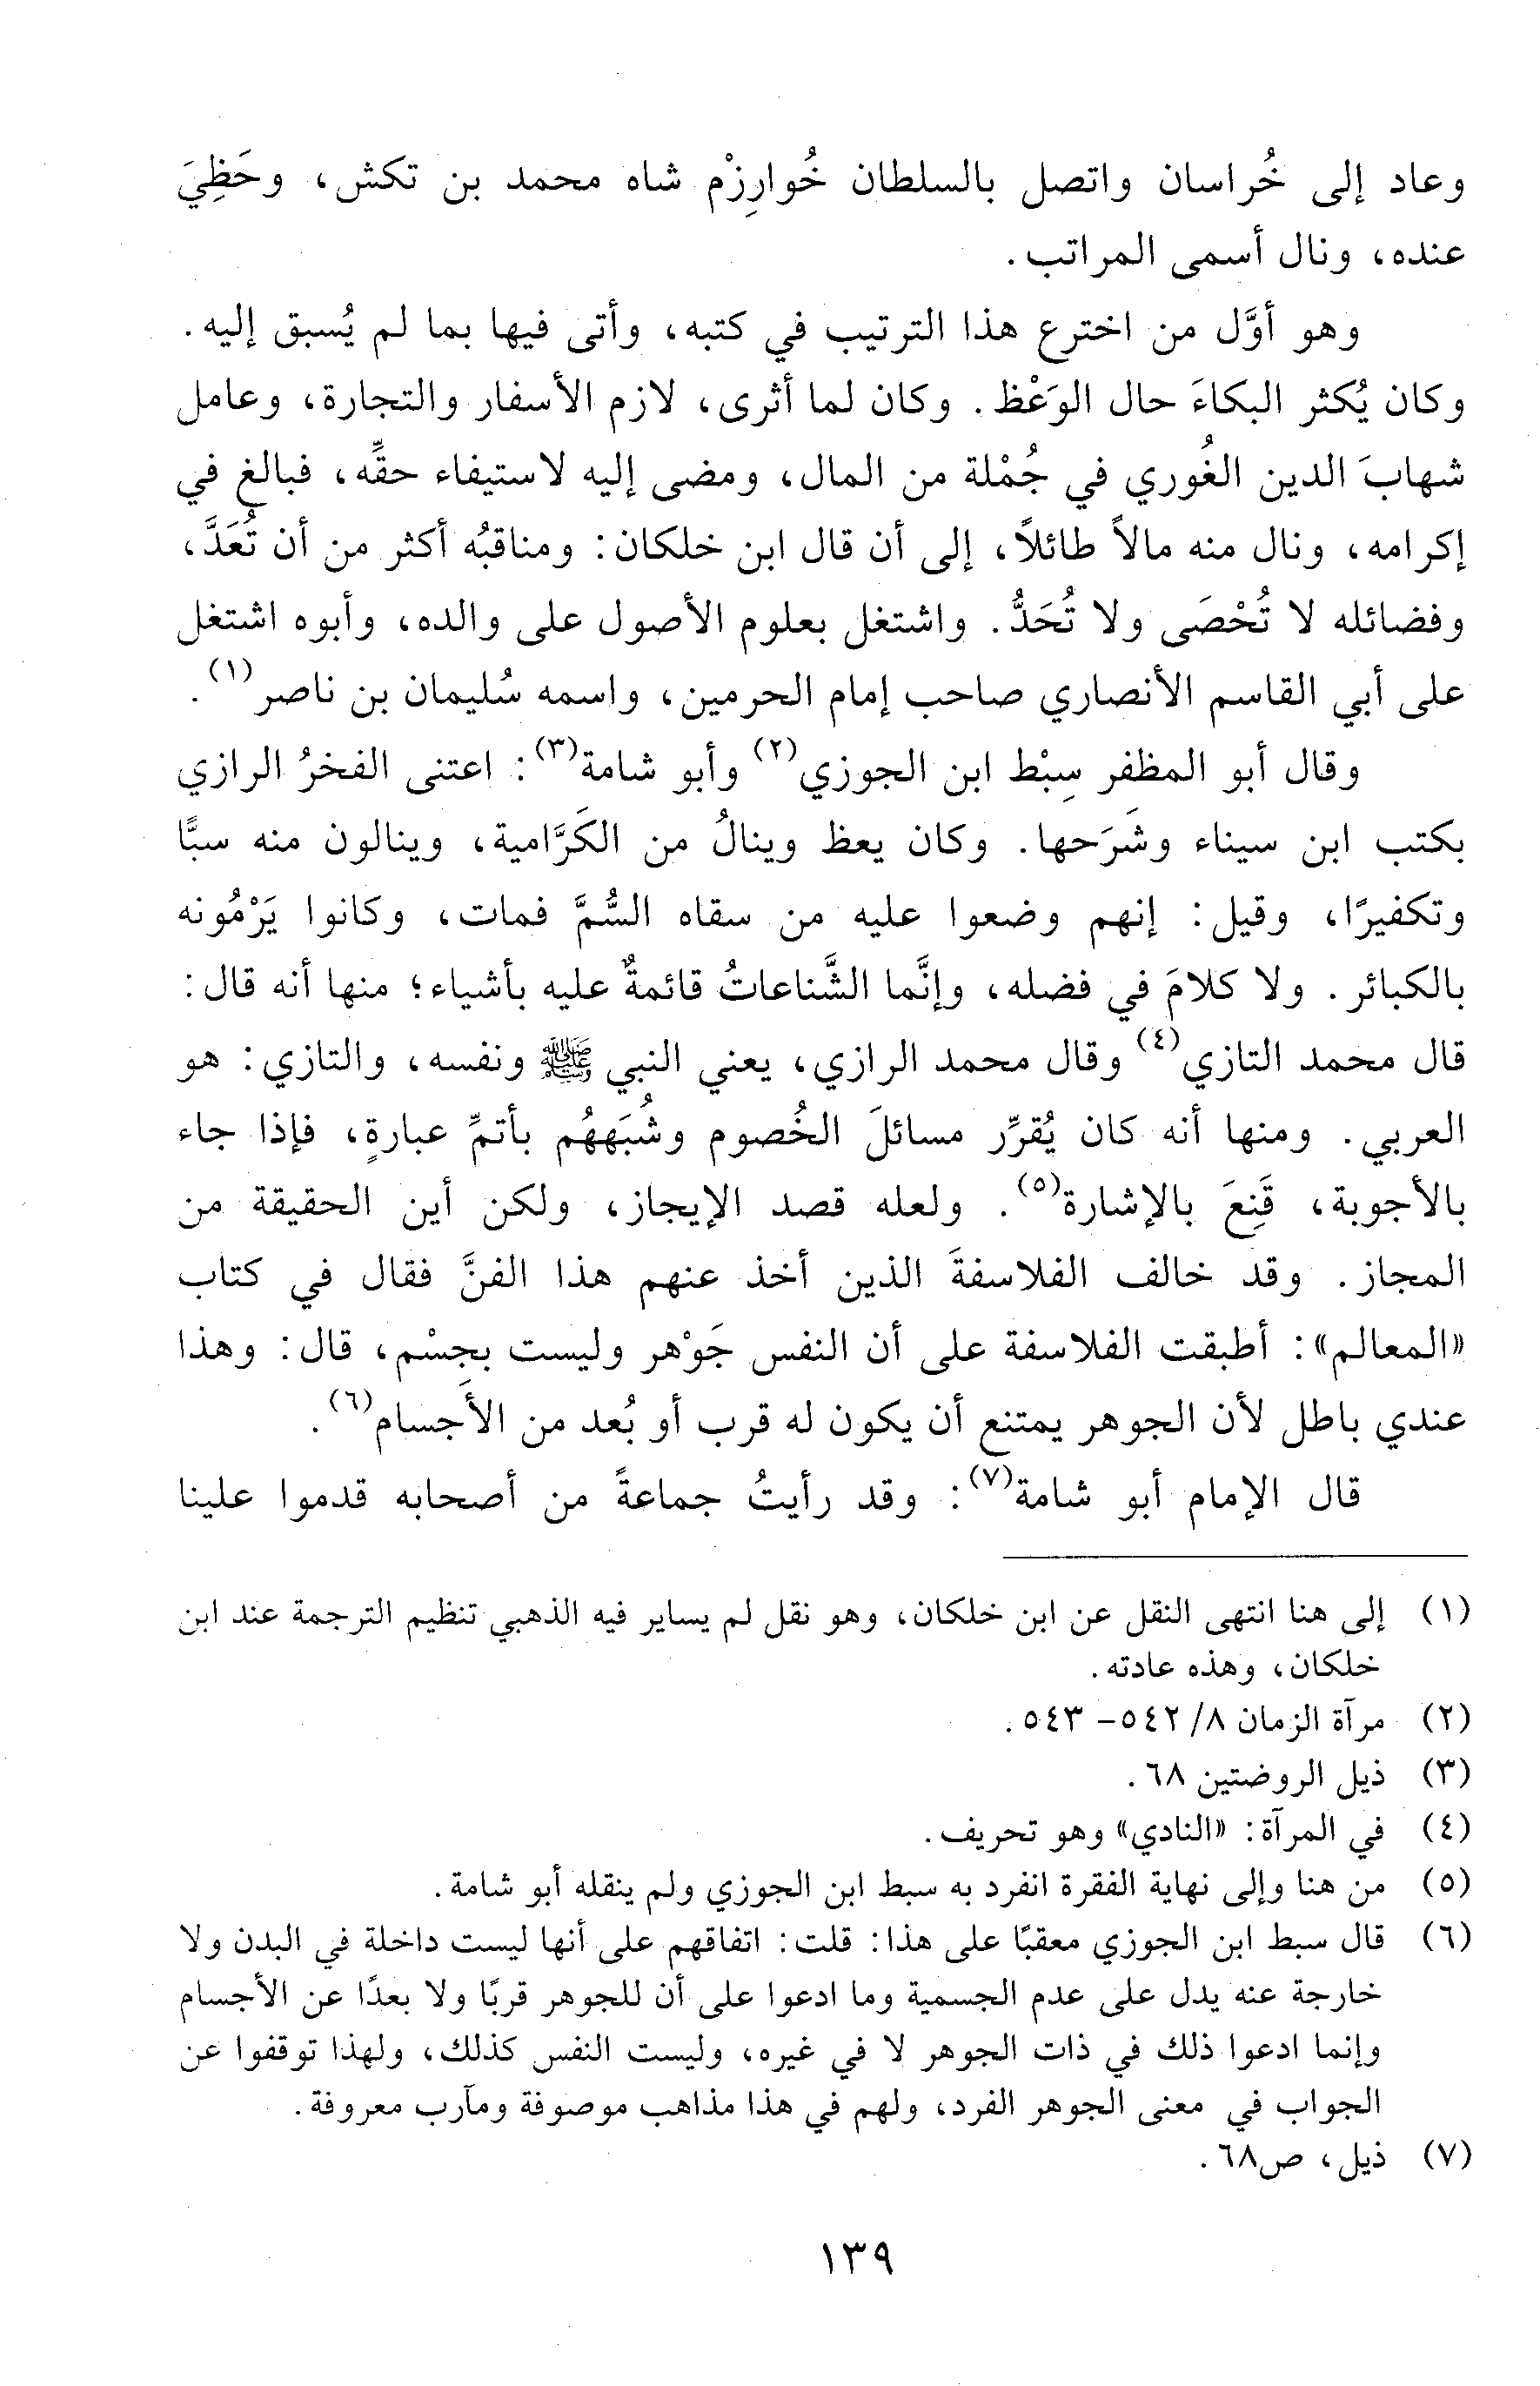 وعاد إلى خُراسان واتصل بالسلطان خُوارِزْم شاه محمد بن تكش، وحَظِيَ
عنده، ونال أسمى المراتب.
وهو أوَّل من اخترع هذا الترتيب في كتبه، وأتى فيها بما لم يُسبق إليه.
وكان يُكثر البكاءَ حال الوَعْظ. وكان لما أثرى، لازم الأسفار والتجارة، وعامل
شهابَ الدين الغُوري في جُمْلة من المال، ومضى إليه لاستيفاء حقِّه، فبالغ في
إكرامه، ونال منه مالاً طائلاً، إلى أن قال ابن خلكان: ومناقبُه أكثر من أن تُعَدَّ،
وفضائله لا تُحْصَى ولا تُحَدُّ. واشتغل بعلوم الأصول على والده، وأبوه اشتغل
على أبي القاسم الأنصاري صاحب إمام الحرمين، واسمه سُليمان بن ناصر(١).
وقال أبو المظفر سِبْط ابن الجوزي(٢) وأبو شامة(٣): اعتنى الفخرُ الرازي
بكتب ابن سيناء وشَرَحها. وكان يعظ وينالُ من الكَرَّامية، وينالون منه سبًّا
وتكفيرًا، وقيل: إنهم وضعوا عليه من سقاه السُّمَّ فمات، وكانوا يَرْمُونه
بالكبائر. ولا كلامَ في فضله، وإنَّما الشَّناعاتُ قائمةٌ عليه بأشياء؛ منها أنه قال:
قال محمد التازي(٤) وقال محمد الرازي، يعني النبي ﷺ ونفسه، والتازي: هو
العربي. ومنها أنه كان يُقرِّر مسائلَ الخُصوم وشُبَههُم بأتمِّ عبارةٍ، فإذا جاء
بالأجوبة، قَنِعَ بالإشارة(٥). ولعله قصد الإيجاز، ولكن أين الحقيقة من
المجاز. وقد خالف الفلاسفةَ الذين أخذ عنهم هذا الفنَّ فقال في كتاب
«المعالم»: أطبقت الفلاسفة على أن النفس جَوْهر وليست بجِسْم، قال: وهذا
عندي باطل لأن الجوهر يمتنع أن يكون له قرب أو بُعد من الأَجسام(٦).
قال الإمام أبو شامة(٧): وقد رأيتُ جماعةً من أصحابه قدموا علينا
(١) إلى هنا انتهى النقل عن ابن خلكان، وهو نقل لم يساير فيه الذهبي تنظيم الترجمة عند ابن
خلكان، وهذه عادته.
(٢) مرآة الزمان ٨/ ٥٤٢- ٥٤٣.
(٣) ذيل الروضتين ٦٨.
(٤) في المرآة: «النادي» وهو تحريف.
(٥) من هنا وإلى نهاية الفقرة انفرد به سبط ابن الجوزي ولم ينقله أبو شامة.
(٦) قال سبط ابن الجوزي معقبًا على هذا: قلت: اتفاقهم على أنها ليست داخلة في البدن ولا
خارجة عنه يدل على عدم الجسمية وما ادعوا على أن للجوهر قربًا ولا بعدًا عن الأجسام
وإنما ادعوا ذلك في ذات الجوهر لا في غيره، وليست النفس كذلك، ولهذا توقفوا عن
الجواب في معنى الجوهر الفرد، ولهم في هذا مذاهب موصوفة ومآرب معروفة.
(٧) ذيل، ص٦٨.
١٣٩